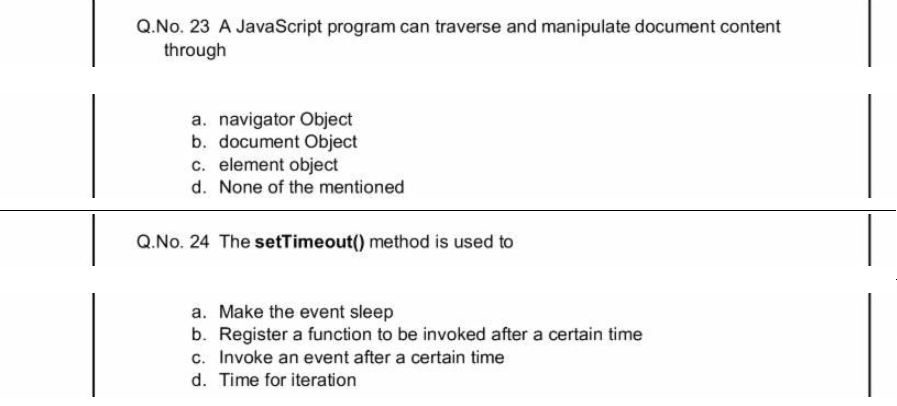 Q.No. 23 A JavaScript program can traverse and manipulate document content
through
a. navigator Object
b. document Object
c. element object
d. None of the mentioned
Q.No. 24 The setTimeout() method is used to
a. Make the event sleep
b. Register a function to be invoked after a certain time
c. Invoke an event after a certain time
d. Time for iteration